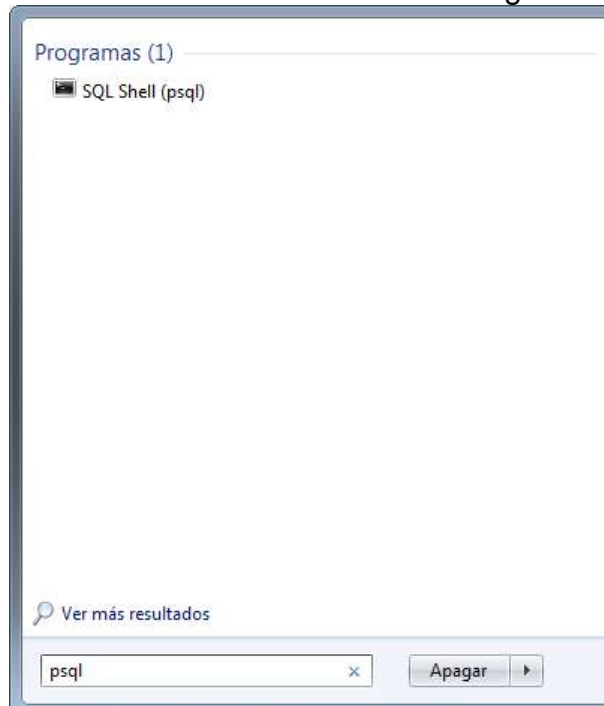 Programas (1)
SQL Shell (psql)
Ver más resultados
psql
Apagar